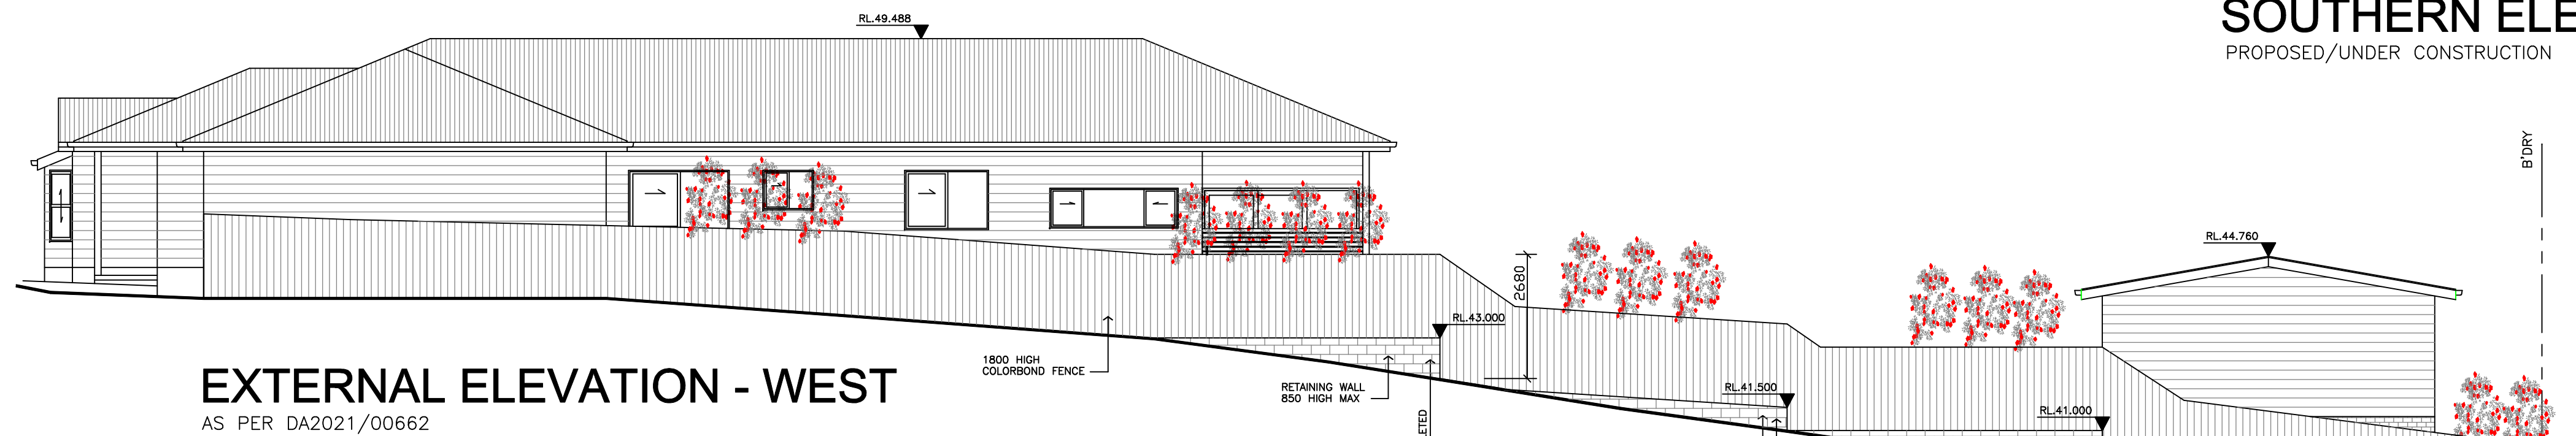 RL.49.488
SOUTHERN ELE
PROPOSED/UNDER CONSTRUCTION
B'DRY
RL.44.760
2680
RL.43.000
1800 HIGH
COLORBOND FENCE
RETAINING WALL
850 HIGH MAX
RL.41.500
RL.41.000
ETED
EXTERNAL ELEVATION - WEST
AS PER DA2021/00662